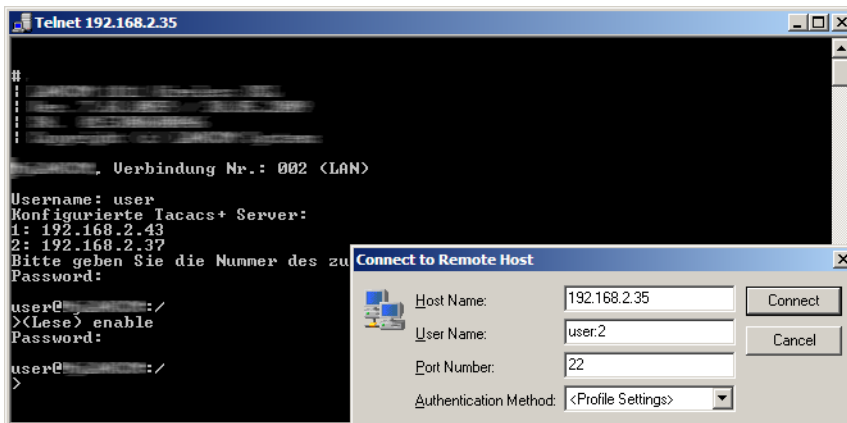 Telnet 192.168.2.35
#
|
|
|
|
, Verbindung Nr.: 002 (LAN)
Username: user
Konfigurierte Tacacs+ Server:
1: 192.168.2.43
2: 192.168.2.37
Bitte geben Sie die Nummer des zu
Password:
user@ :/
>(Lese) enable
Password:
user@ :/
>
Connect to Remote Host
Host Name: 192.168.2.35 Connect
User Name: user:2 Cancel
Port Number: 22
Authentication Method: <Profile Settings>